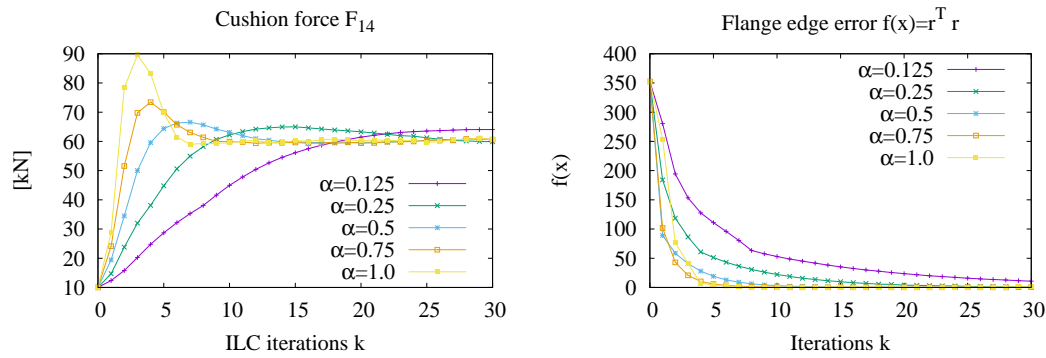 Cushion force F14
[kN]
90
80
70
60
50
40
30
20
10
α=0.125
α=0.25
α=0.5
α=0.75
α=1.0
0 5 10 15 20 25 30
ILC iterations k
Flange edge error f(x)=r^T r
f(x)
400
350
300
250
200
150
100
50
0
α=0.125
α=0.25
α=0.5
α=0.75
α=1.0
0 5 10 15 20 25 30
Iterations k